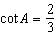 cot A = 2/3